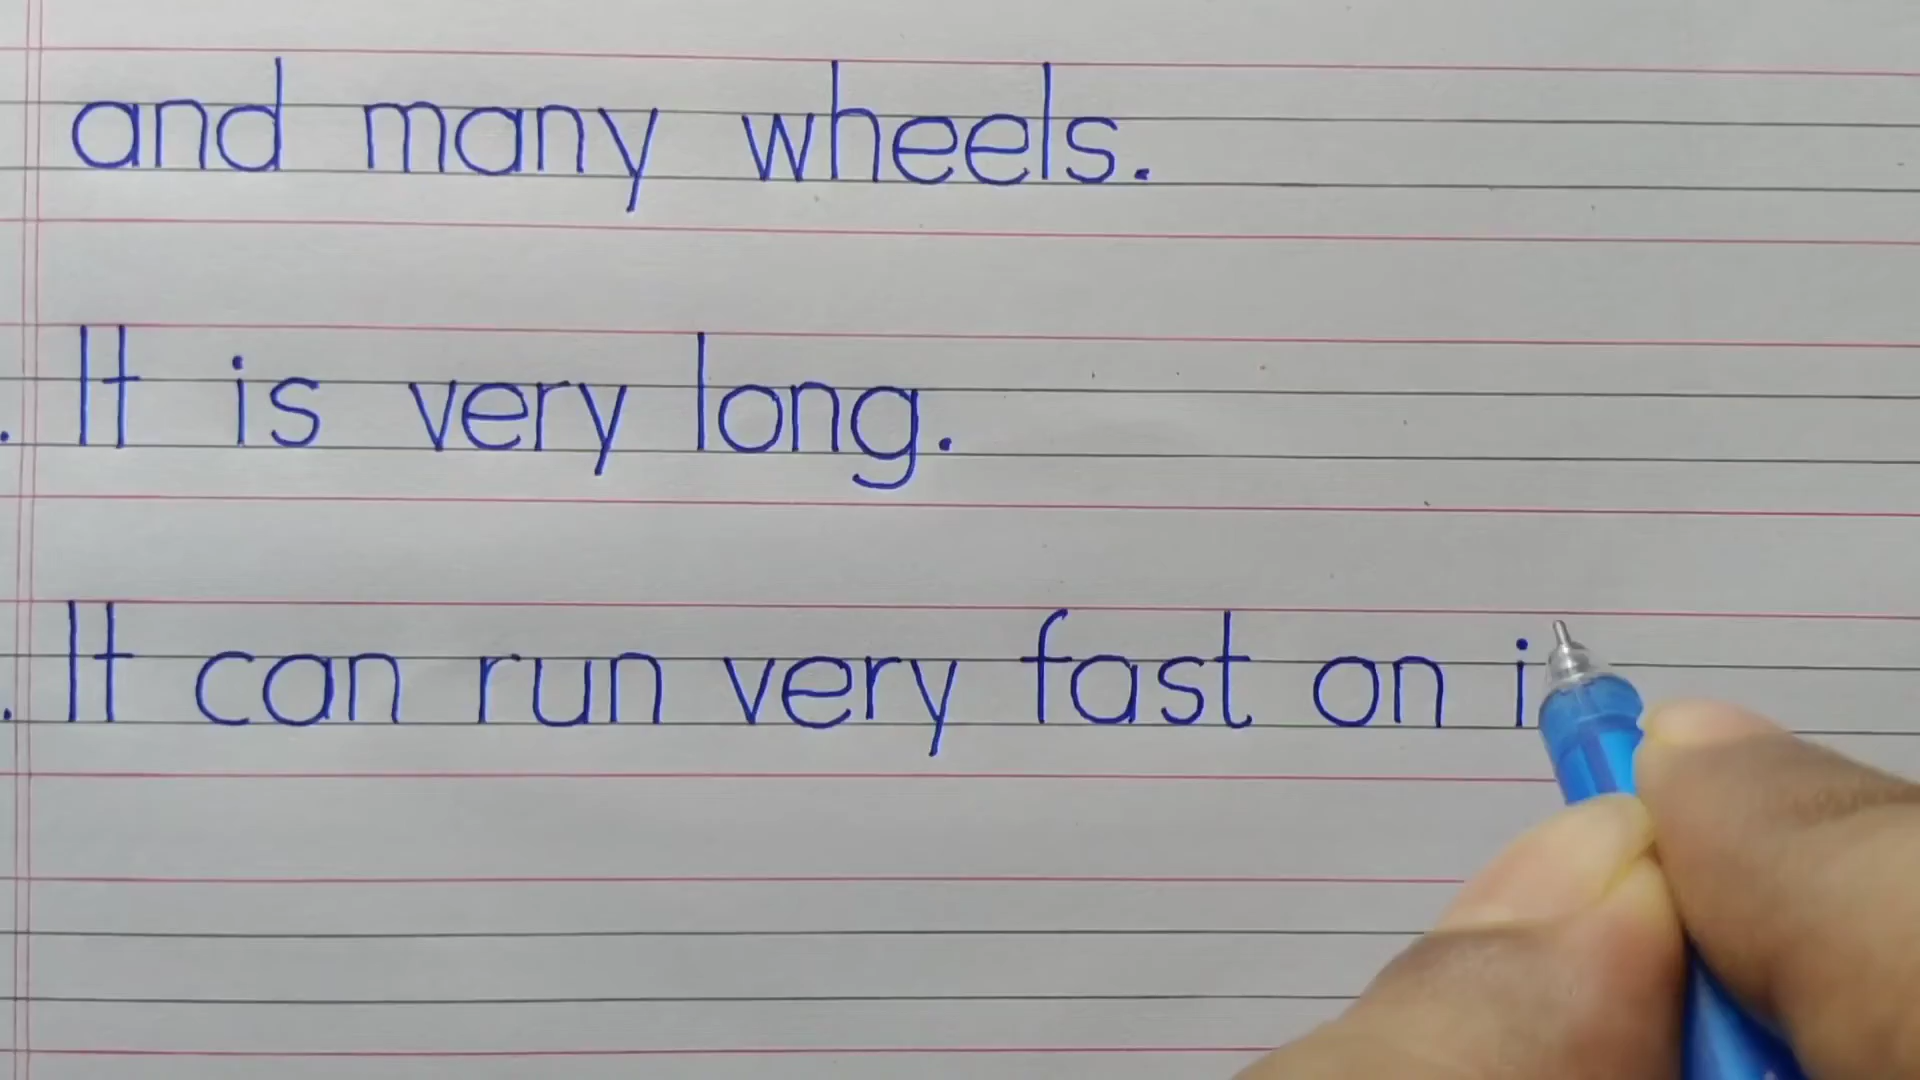 and many wheels.
. It is very long.
. It can run very fast on i